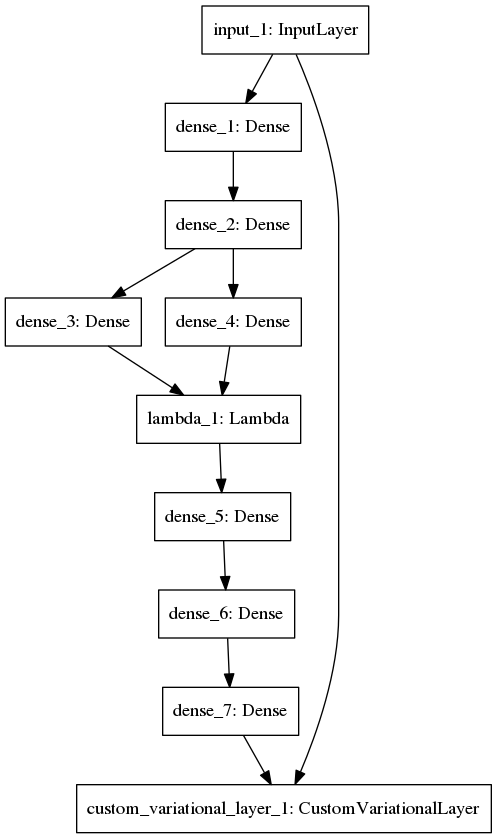 input_1: InputLayer
dense_1: Dense
dense_2: Dense
dense_3: Dense
dense_4: Dense
lambda_1: Lambda
dense_5: Dense
dense_6: Dense
dense_7: Dense
custom_variational_layer_1: CustomVariationalLayer